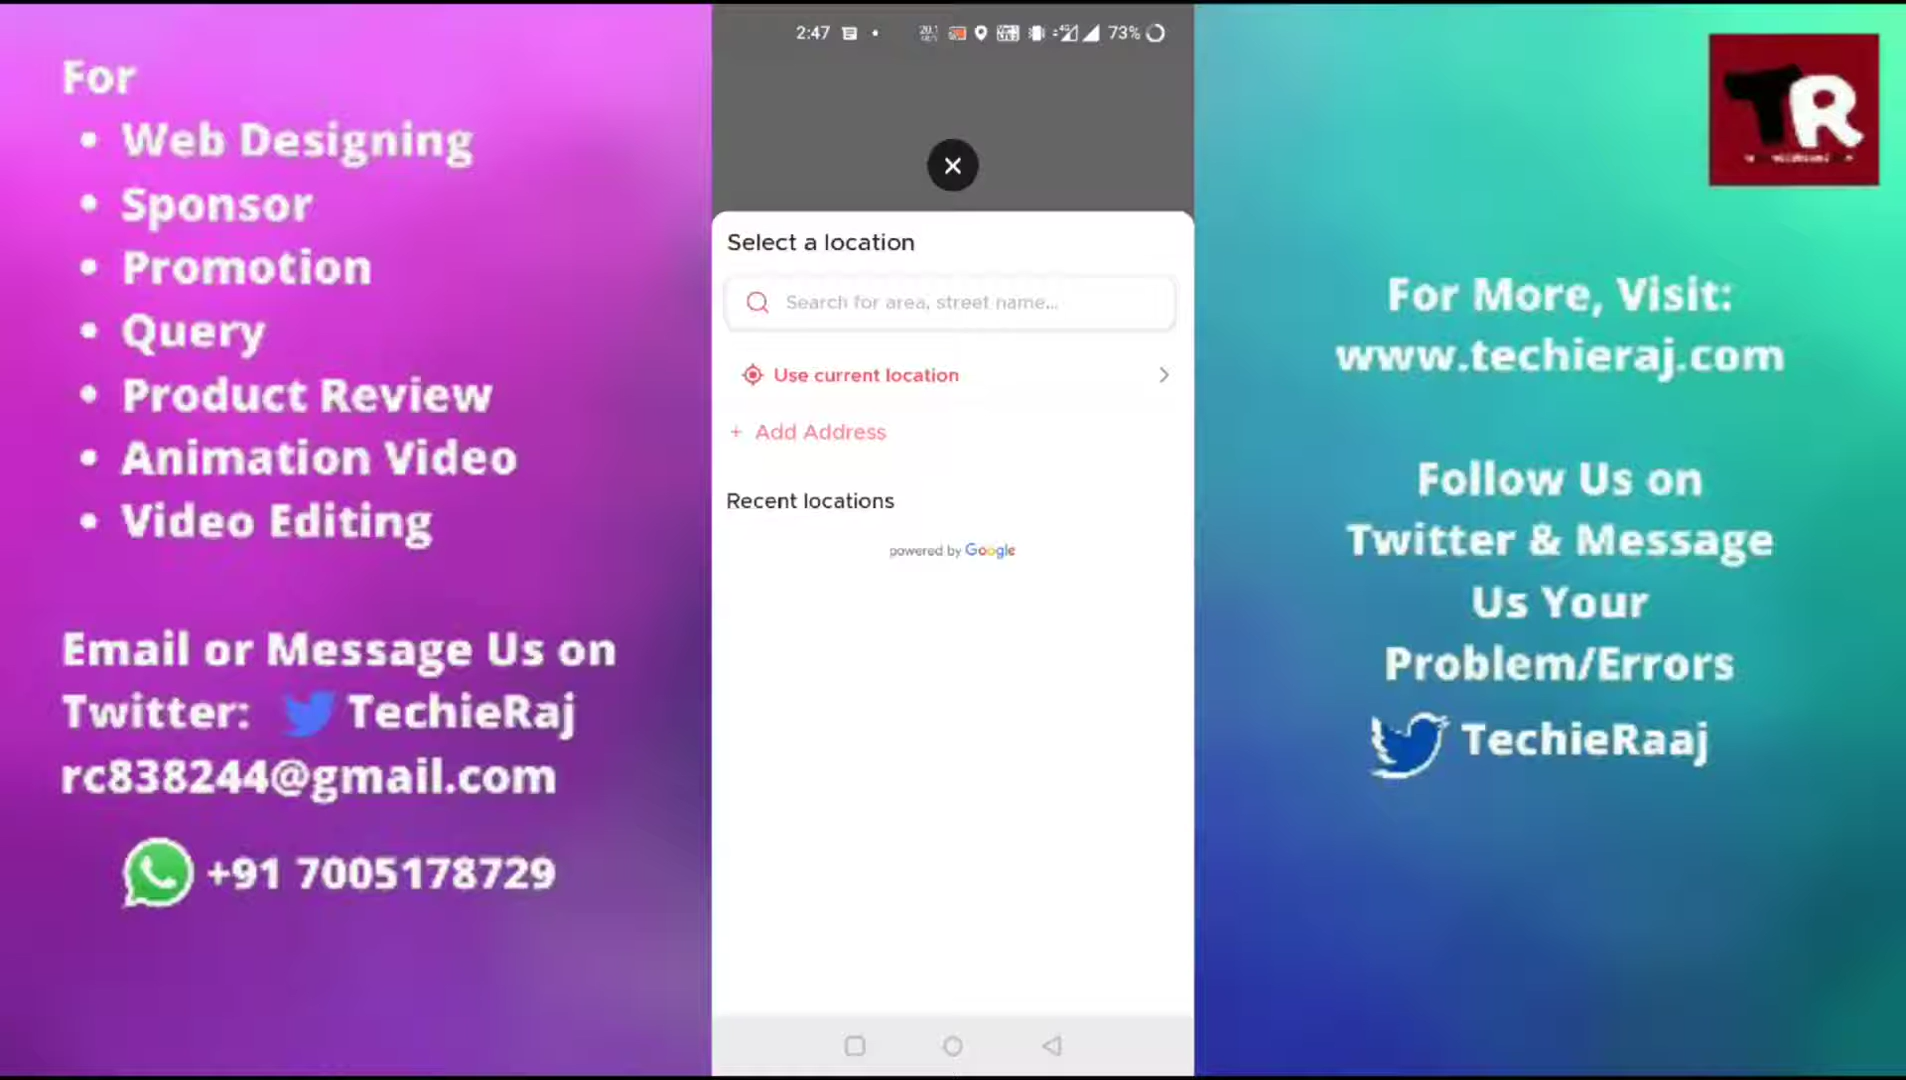 For
• Web Designing
• Sponsor
• Promotion
• Query
• Product Review
• Animation Video
• Video Editing
Email or Message Us on
Twitter: TechieRaj
rc838244@gmail.com
+91 7005178729
2:47
73%
Select a location
Search for area, street name...
Use current location
+ Add Address
Recent locations
powered by Google
TR
For More, Visit:
www.techieraj.com
Follow Us on
Twitter & Message
Us Your
Problem/Errors
TechieRaaj